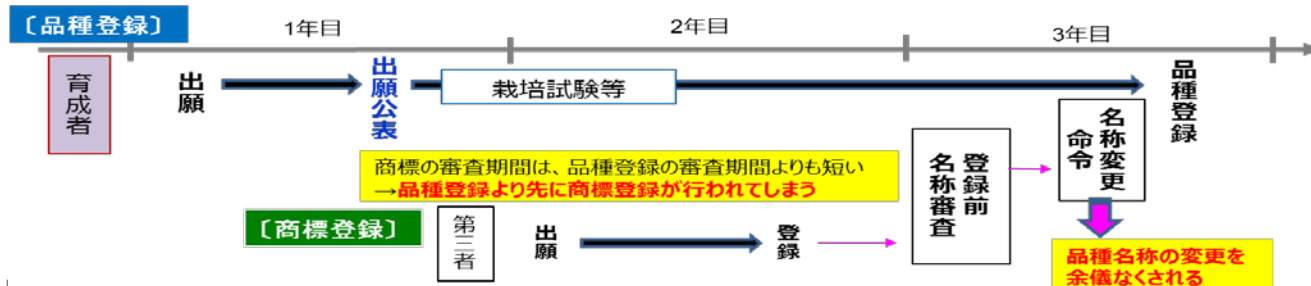 〔品種登録〕
1年目
2年目
3年目
育成者
出願
出願公表
栽培試験等
品種登録
商標の審査期間は、品種登録の審査期間よりも短い
→品種登録より先に商標登録が行われてしまう
登録前
名称審査
名称変更
命令
〔商標登録〕
第三者
出願
登録
品種名称の変更を
余儀なくされる